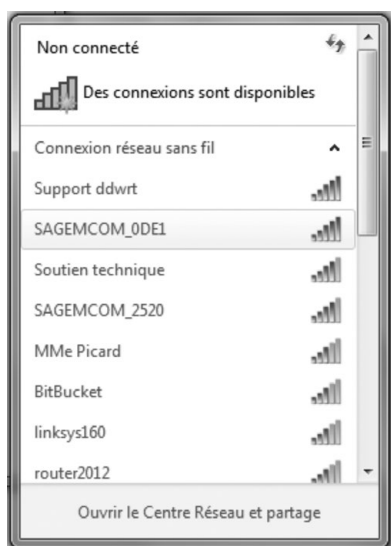 Non connecté
Des connexions sont disponibles
Connexion réseau sans fil
Support ddwrt
SAGEMCOM_0DE1
Soutien technique
SAGEMCOM_2520
MMe Picard
BitBucket
linksys160
router2012
Ouvrir le Centre Réseau et partage